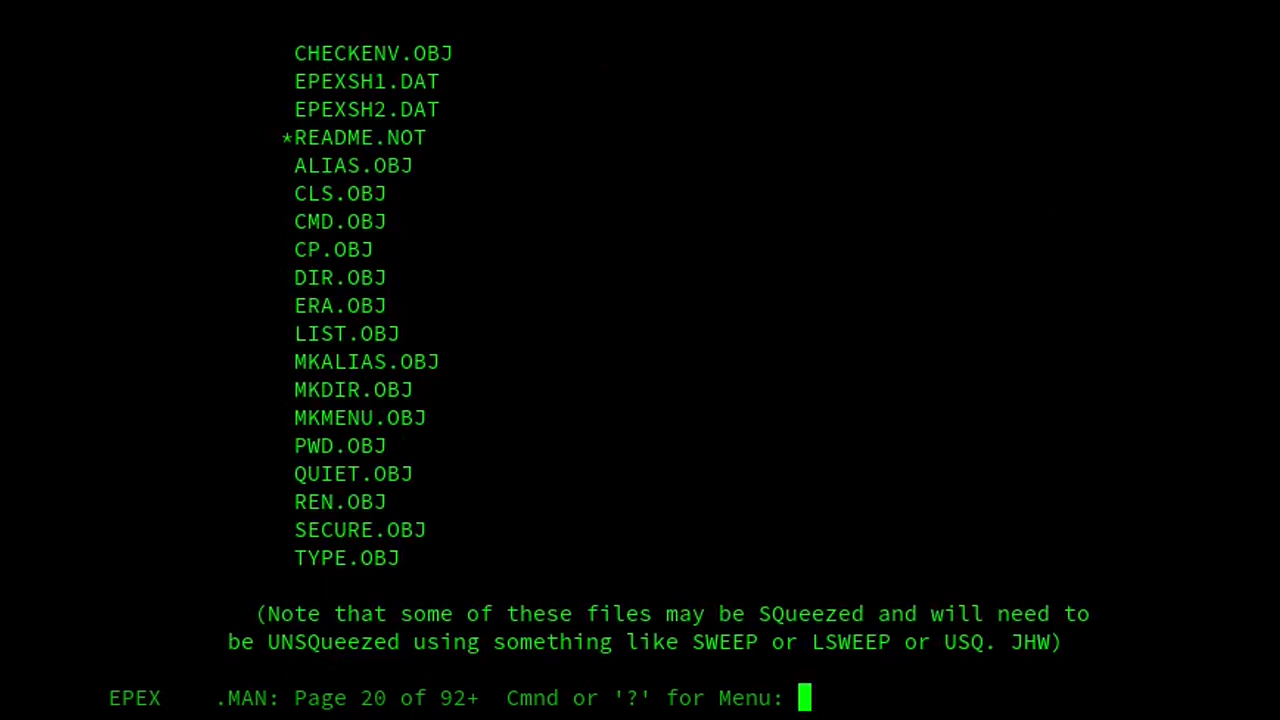 CHECKENV.OBJ
EPEXSH1.DAT
EPEXSH2.DAT
*README.NOT
ALIAS.OBJ
CLS.OBJ
CMD.OBJ
CP.OBJ
DIR.OBJ
ERA.OBJ
LIST.OBJ
MKALIAS.OBJ
MKDIR.OBJ
MKMENU.OBJ
PWD.OBJ
QUIET.OBJ
REN.OBJ
SECURE.OBJ
TYPE.OBJ
(Note that some of these files may be SQueezed and will need to
be UNSQueezed using something like SWEEP or LSWEEP or USQ. JHW)
EPEX    .MAN: Page 20 of 92+  Cmnd or '?' for Menu: